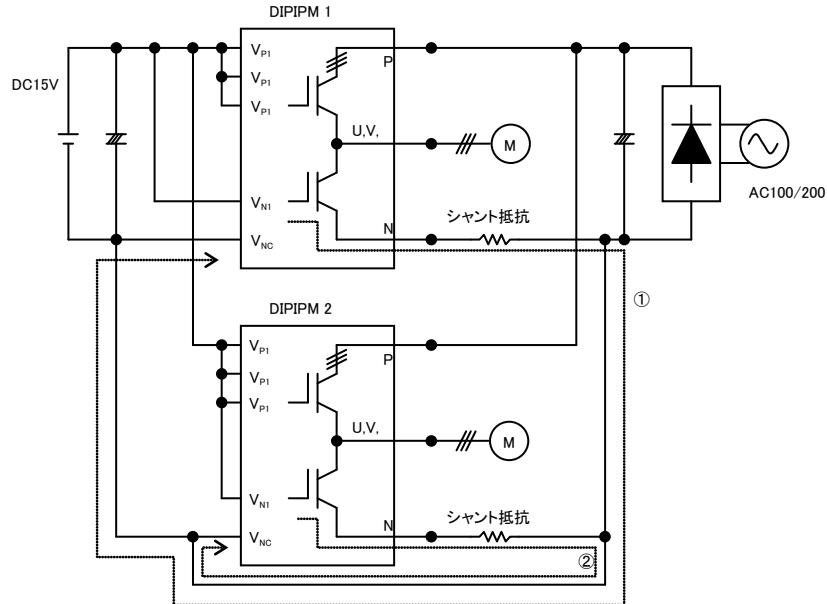 DIPIPM 1
DC15V
VP1
VP1
VP1
P
U,V,
M
VN1
N
シャント抵抗
VNC
AC100/200
①
DIPIPM 2
VP1
VP1
VP1
P
U,V,
M
VN1
N
シャント抵抗
VNC
②